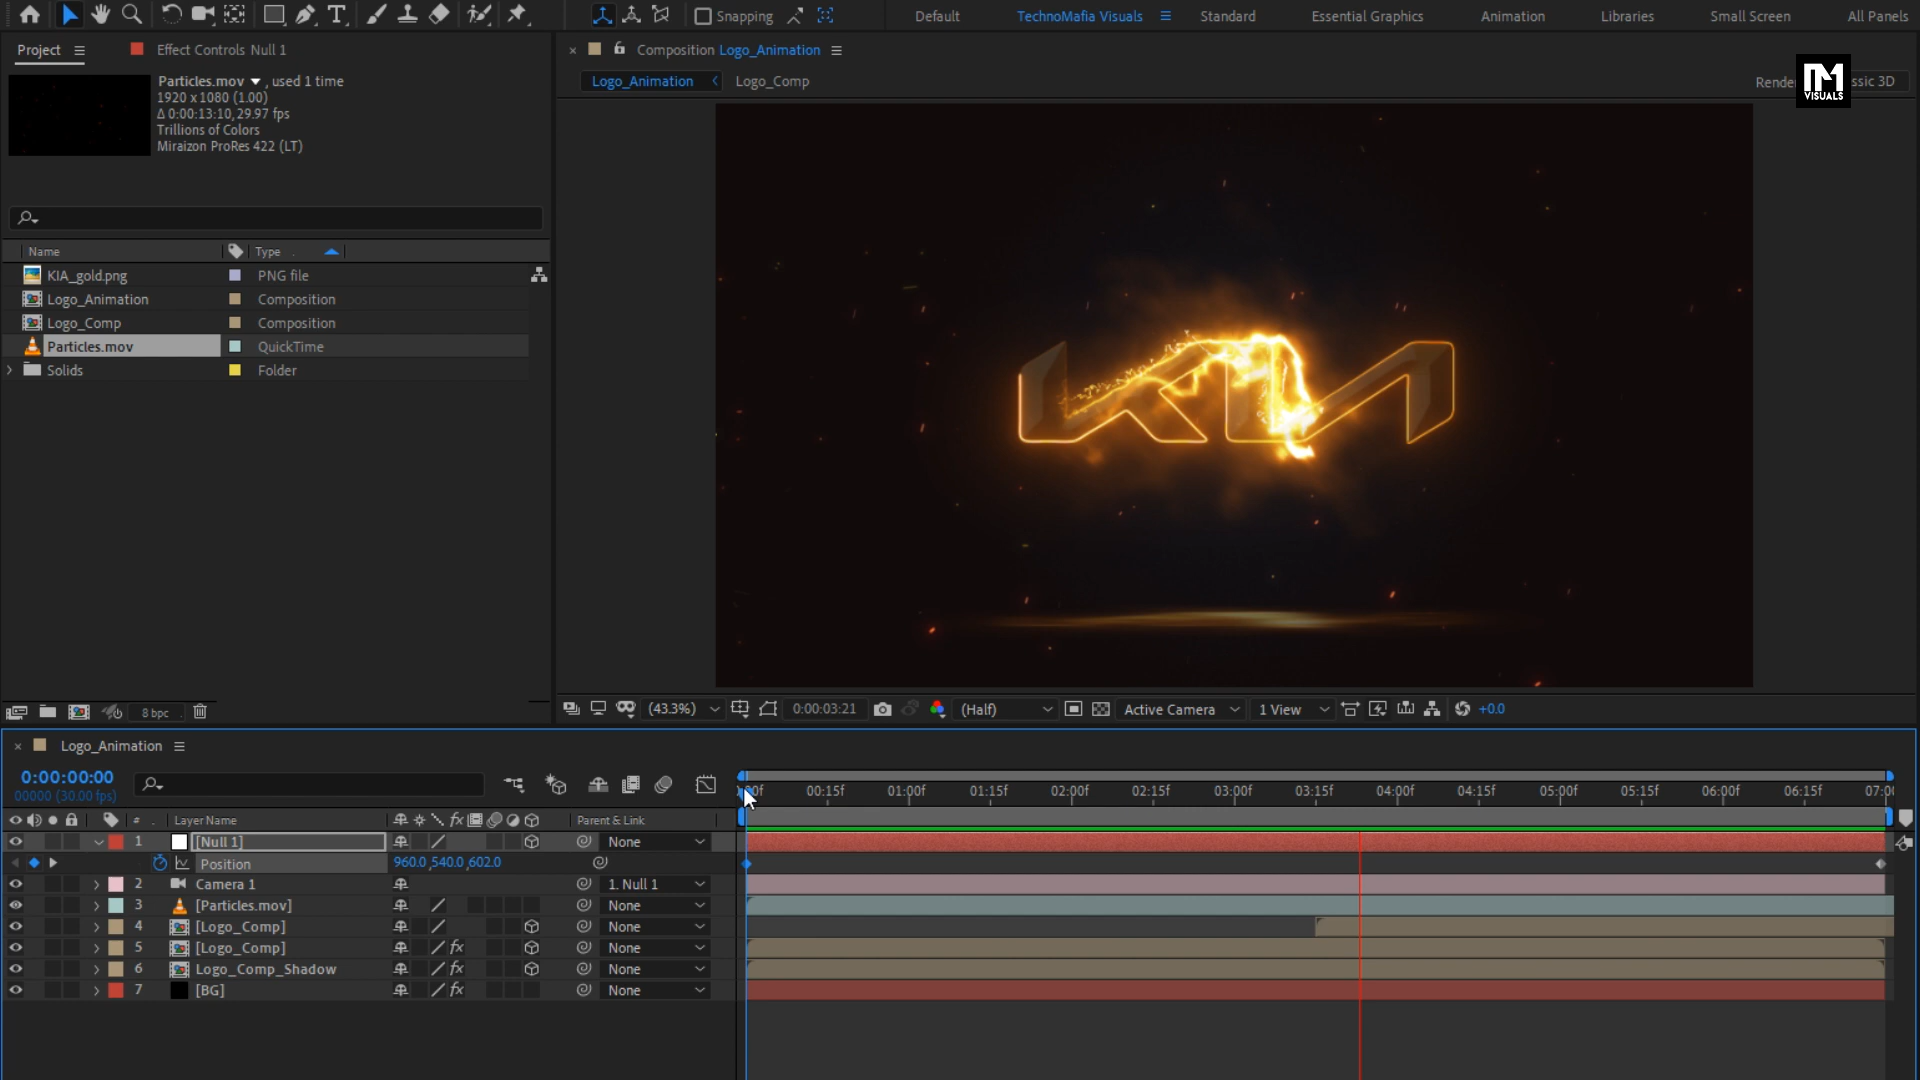 Snapping
Default
TechnoMafia Visuals
Standard
Essential Graphics
Animation
Libraries
Small Screen
All Panels
Project
Effect Controls Null 1
Composition Logo_Animation
Logo_Animation
Logo_Comp
Rende
ssic 3D
VISUALS
Particles.mov , used 1 time
1920 x 1080 (1.00)
Δ 0:00:13:10, 29.97 fps
Trillions of Colors
Miraizon ProRes 422 (LT)
Name
Type
KIA_gold.png
PNG file
Logo_Animation
Composition
Logo_Comp
Composition
Particles.mov
QuickTime
Solids
Folder
8 bpc
(43.3%)
0:00:03:21
(Half)
Active Camera
1 View
+0.0
Logo_Animation
0:00:00:00
00000 (30.00 fps)
00:15f
01:00f
01:15f
02:00f
02:15f
03:00f
03:15f
04:00f
04:15f
05:00f
05:15f
06:00f
06:15f
07:00
# Layer Name
Parent & Link
1 [Null 1] None
Position 960.0,540.0,602.0
2 Camera 1 1. Null 1
3 [Particles.mov] None
4 [Logo_Comp] None
5 [Logo_Comp] fx None
6 Logo_Comp_Shadow fx None
7 [BG] fx None